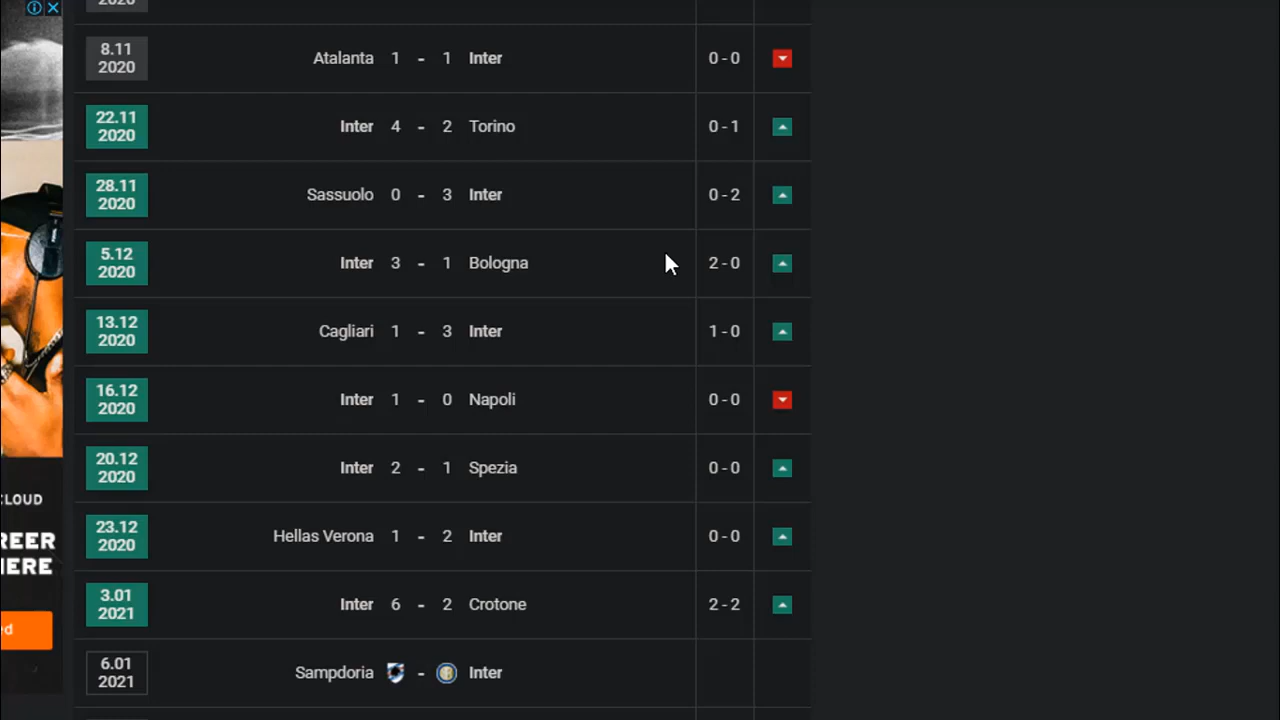 2020
8.11
2020
Atalanta 1 - 1 Inter 0 - 0
22.11
2020
Inter 4 - 2 Torino 0 - 1
28.11
2020
Sassuolo 0 - 3 Inter 0 - 2
5.12
2020
Inter 3 - 1 Bologna 2 - 0
13.12
2020
Cagliari 1 - 3 Inter 1 - 0
16.12
2020
Inter 1 - 0 Napoli 0 - 0
20.12
2020
Inter 2 - 1 Spezia 0 - 0
23.12
2020
Hellas Verona 1 - 2 Inter 0 - 0
3.01
2021
Inter 6 - 2 Crotone 2 - 2
6.01
2021
Sampdoria - Inter
CLOUD
REER
HERE
ed